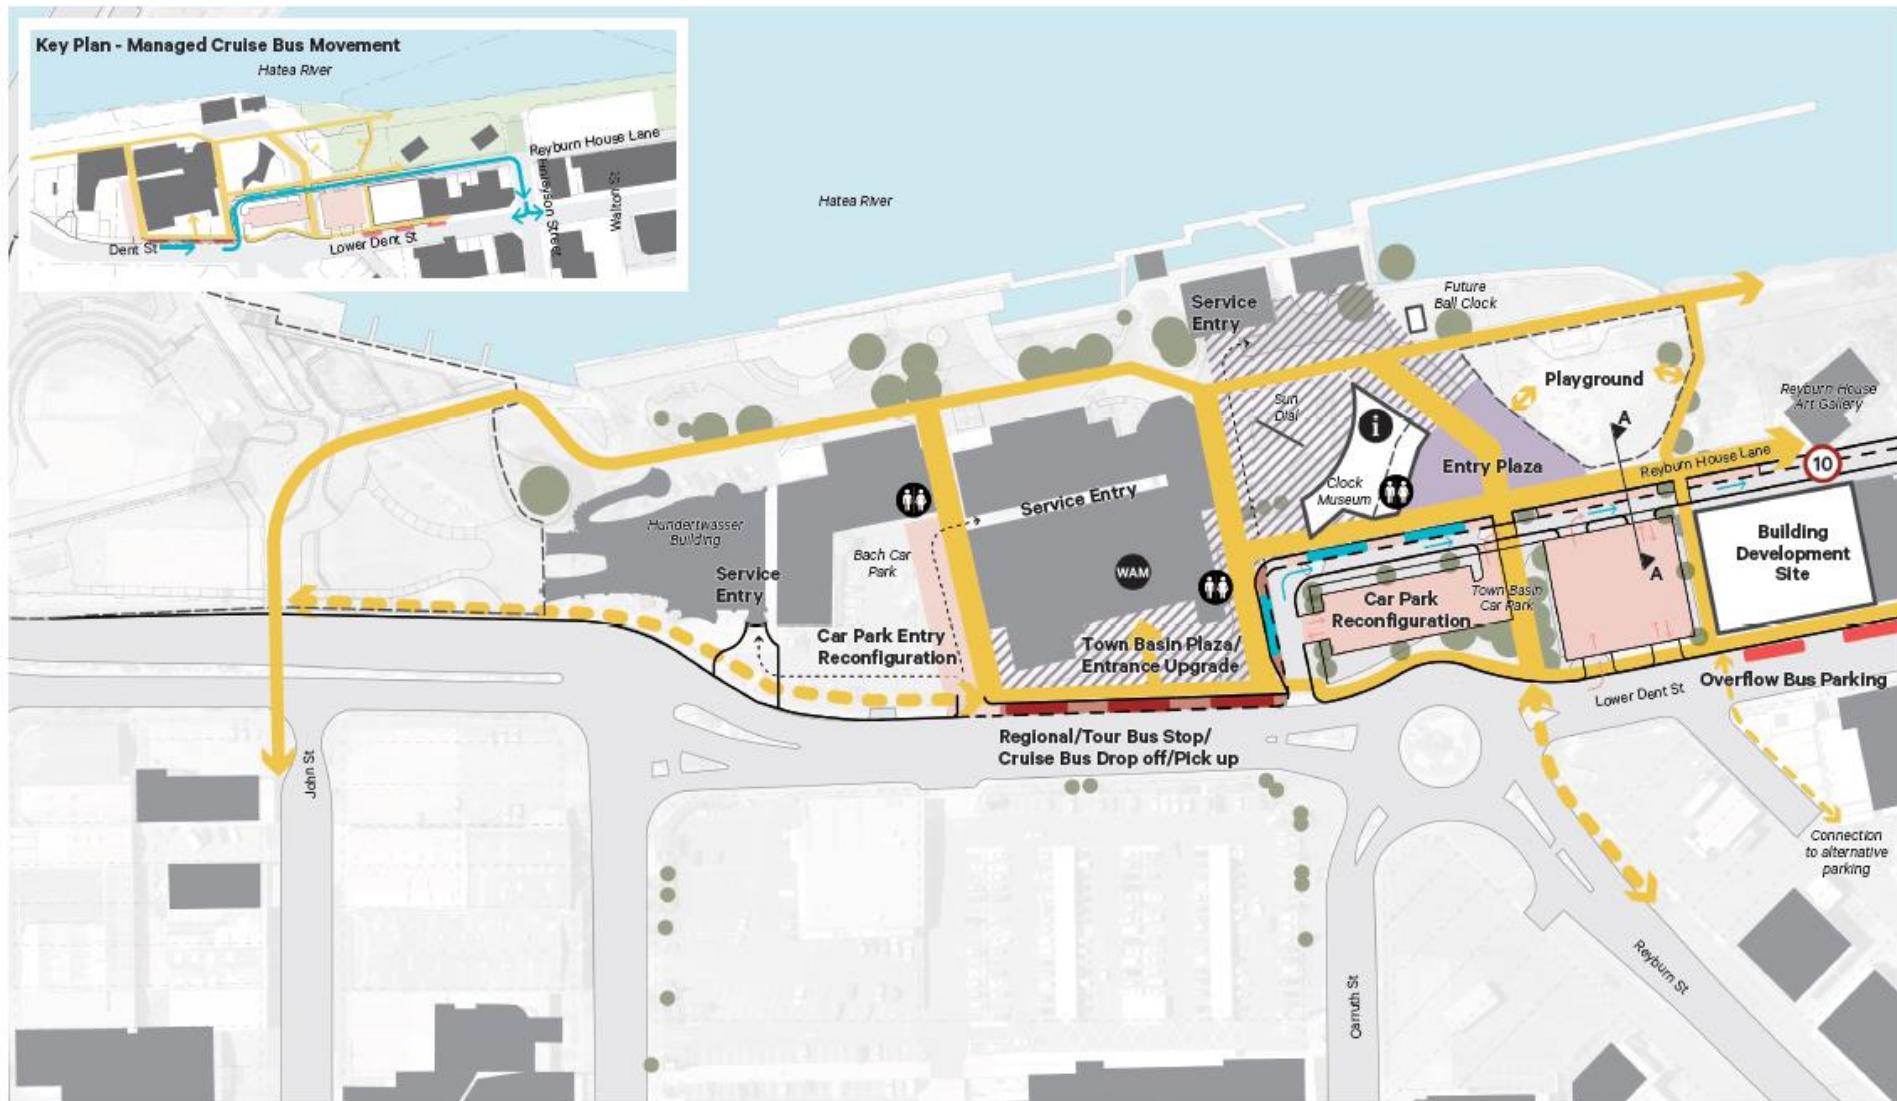 Key Plan - Managed Cruise Bus Movement
Hatea River
Reyburn House Lane
Finlayson Street
Walton St
Dent St
Lower Dent St
Hatea River
Service
Entry
Future
Ball Clock
Playground
Reyburn House
Art Gallery
Sun
Dial
A
i
Entry Plaza
Reyburn House Lane
10
Clock
Museum
Service Entry
Hundertwasser
Building
Bach Car
Park
Service
Entry
WAM
Building
Development
Site
A
Town Basin
Car Park
Car Park
Reconfiguration
Car Park Entry
Reconfiguration
Town Basin Plaza/
Entrance Upgrade
Overflow Bus Parking
Lower Dent St
Regional/Tour Bus Stop/
Cruise Bus Drop off/Pick up
John St
Connection
to alternative
parking
Reyburn St
Carruth St